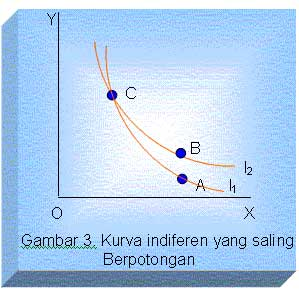 Y
C
B
I2
A
I1
O X
Gambar 3. Kurva indiferen yang saling
Berpotongan